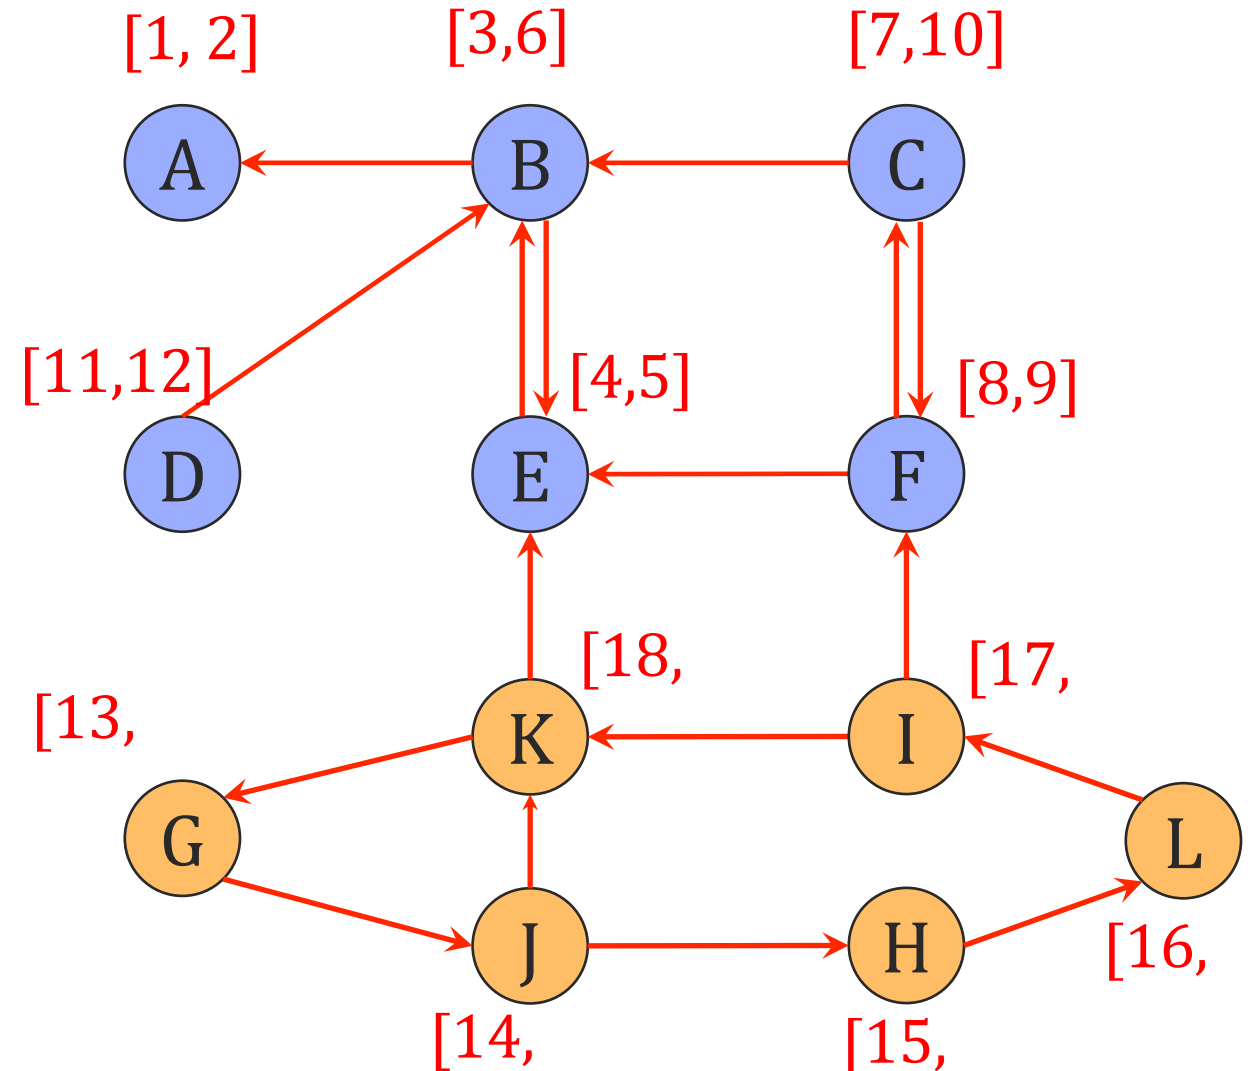 [1, 2]
[3,6]
[7,10]
A
B
C
[11,12]
[4,5]
[8,9]
D
E
F
[18,
[17,
[13,
K
I
G
L
J
H
[16,
[14,
[15,